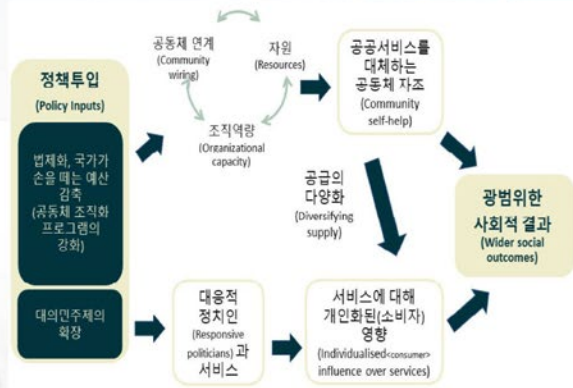 정책투입
(Policy Inputs)
법제화, 국가가
손을 떼는 예산
감축
(공동체 조직화
프로그램의
강화)
대의민주제의
확장
공동체 연계
(Community
wiring)
자원
(Resources)
조직역량
(Organizational
capacity)
공공서비스를
대체하는
공동체 자조
(Community
self-help)
공급의
다양화
(Diversifying
supply)
대응적
정치인
(Responsive
politicians) 과
서비스
서비스에 대해
개인화된(소비자)
영향
(Individualised<consumer>
influence over services)
광범위한
사회적 결과
(Wider social
outcomes)